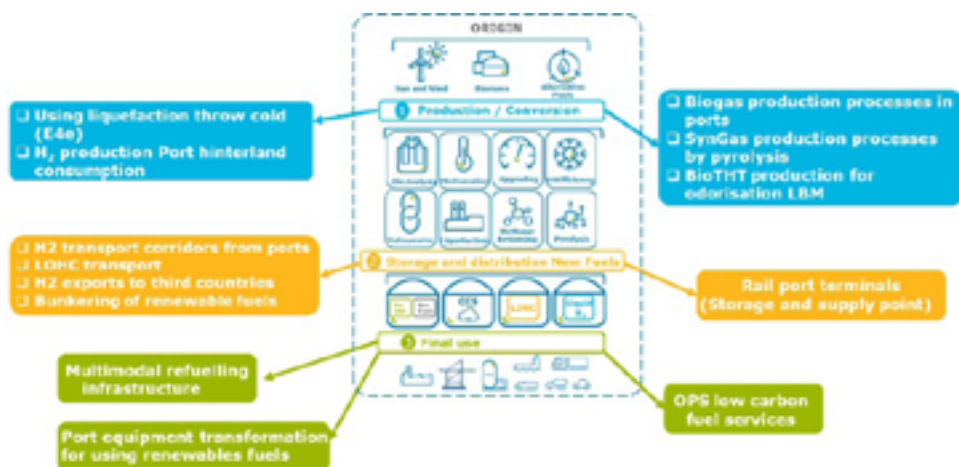 ORIGIN
Sun and Wind
Biomass
1 Production / Conversion
❑ Using liquefaction throw cold
(E4e)
❑ H₂ production Port hinterland
consumption
❑ Biogas production processes in
ports
❑ SynGas production processes
by pyrolysis
❑ BioTHT production for
odorisation LBM
Liquefaction
Methane
Reforming
Pyrolysis
2 Storage and distribution New Fuels
❑ H2 transport corridors from ports
❑ LOHC transport
❑ H2 exports to third countries
❑ Bunkering of renewable fuels
Rail port terminals
(Storage and supply point)
LOHC
3 Final use
Multimodal refuelling
infrastructure
Port equipment transformation
for using renewables fuels
OPS low carbon
fuel services